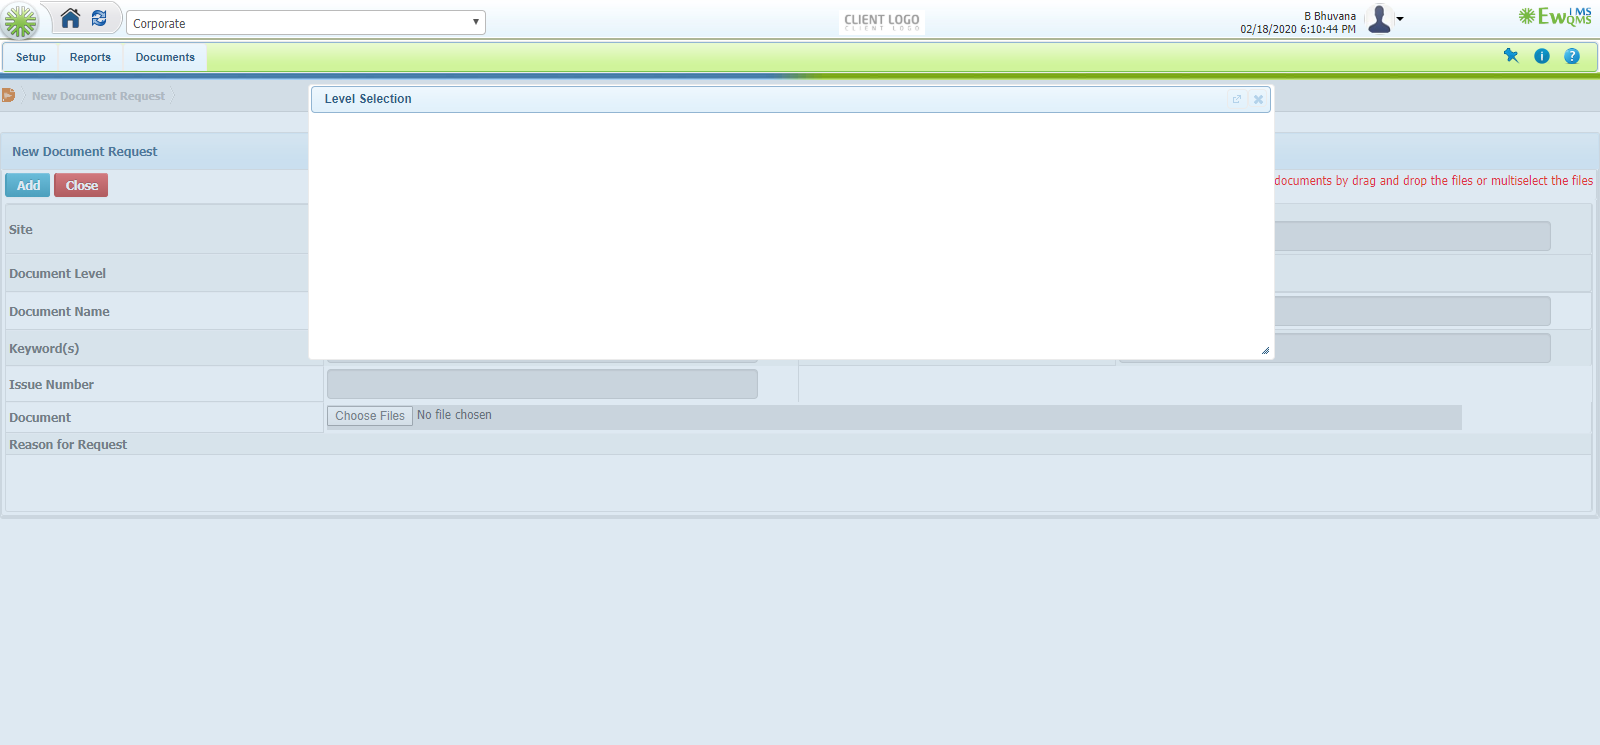 Corporate
CLIENT LOGO
CLIENT LOGO
B Bhuvana
02/18/2020 6:10:44 PM
EwQMS
IMS
Setup
Reports
Documents
New Document Request
Level Selection
New Document Request
Add
Close
documents by drag and drop the files or multiselect the files
Site
Document Level
Document Name
Keyword(s)
Issue Number
Document
Choose Files No file chosen
Reason for Request